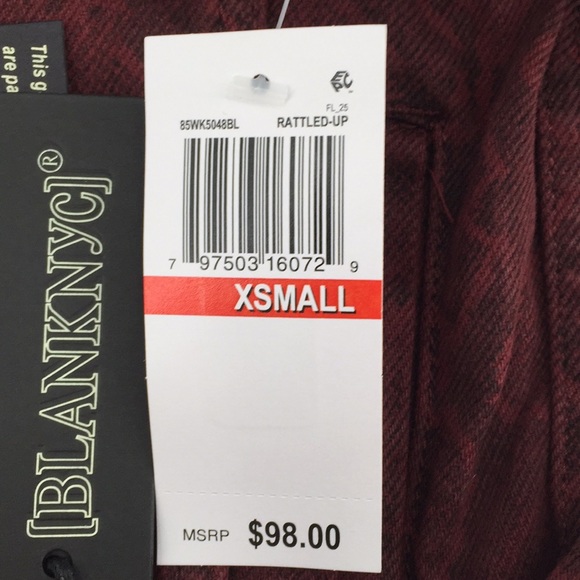 This g
are pa
[BLANKNYC]®
FL_25
85WK5048BL RATTLED-UP
7 97503 16072 9
XSMALL
MSRP $98.00